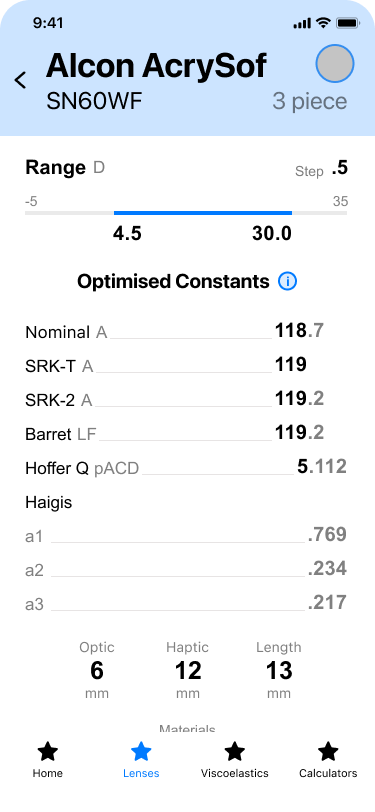 9:41
Alcon AcrySof
SN60WF 3 piece
Range D Step .5
-5 35
4.5 30.0
Optimised Constants i
Nominal A 118.7
SRK-T A 119
SRK-2 A 119.2
Barret LF 119.2
Hoffer Q pACD 5.112
Haigis
a1 .769
a2 .234
a3 .217
Optic Haptic Length
6 12 13
mm mm mm
Materials
Home Lenses Viscoelastics Calculators